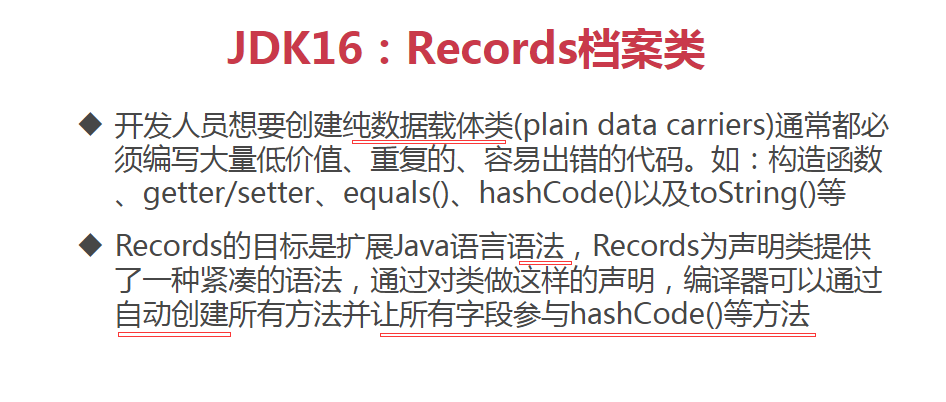 JDK16：Records档案类
◆ 开发人员想要创建纯数据载体类(plain data carriers)通常都必
须编写大量低价值、重复的、容易出错的代码。如：构造函数
、getter/setter、equals()、hashCode()以及toString()等
◆ Records的目标是扩展Java语言语法，Records为声明类提供
了一种紧凑的语法，通过对类做这样的声明，编译器可以通过
自动创建所有方法并让所有字段参与hashCode()等方法